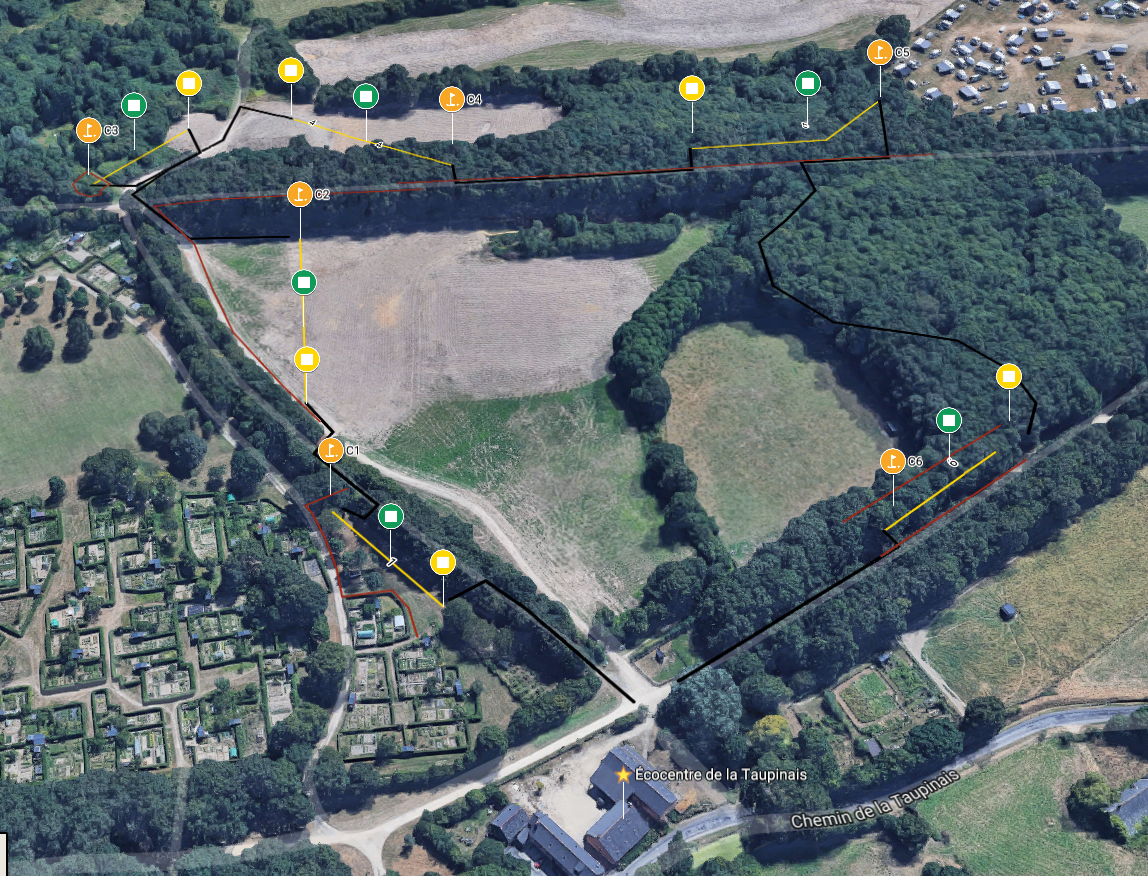 C5
C4
C3
C2
C1
C6
Écocentre de la Taupinais
Chemin de la Taupinais